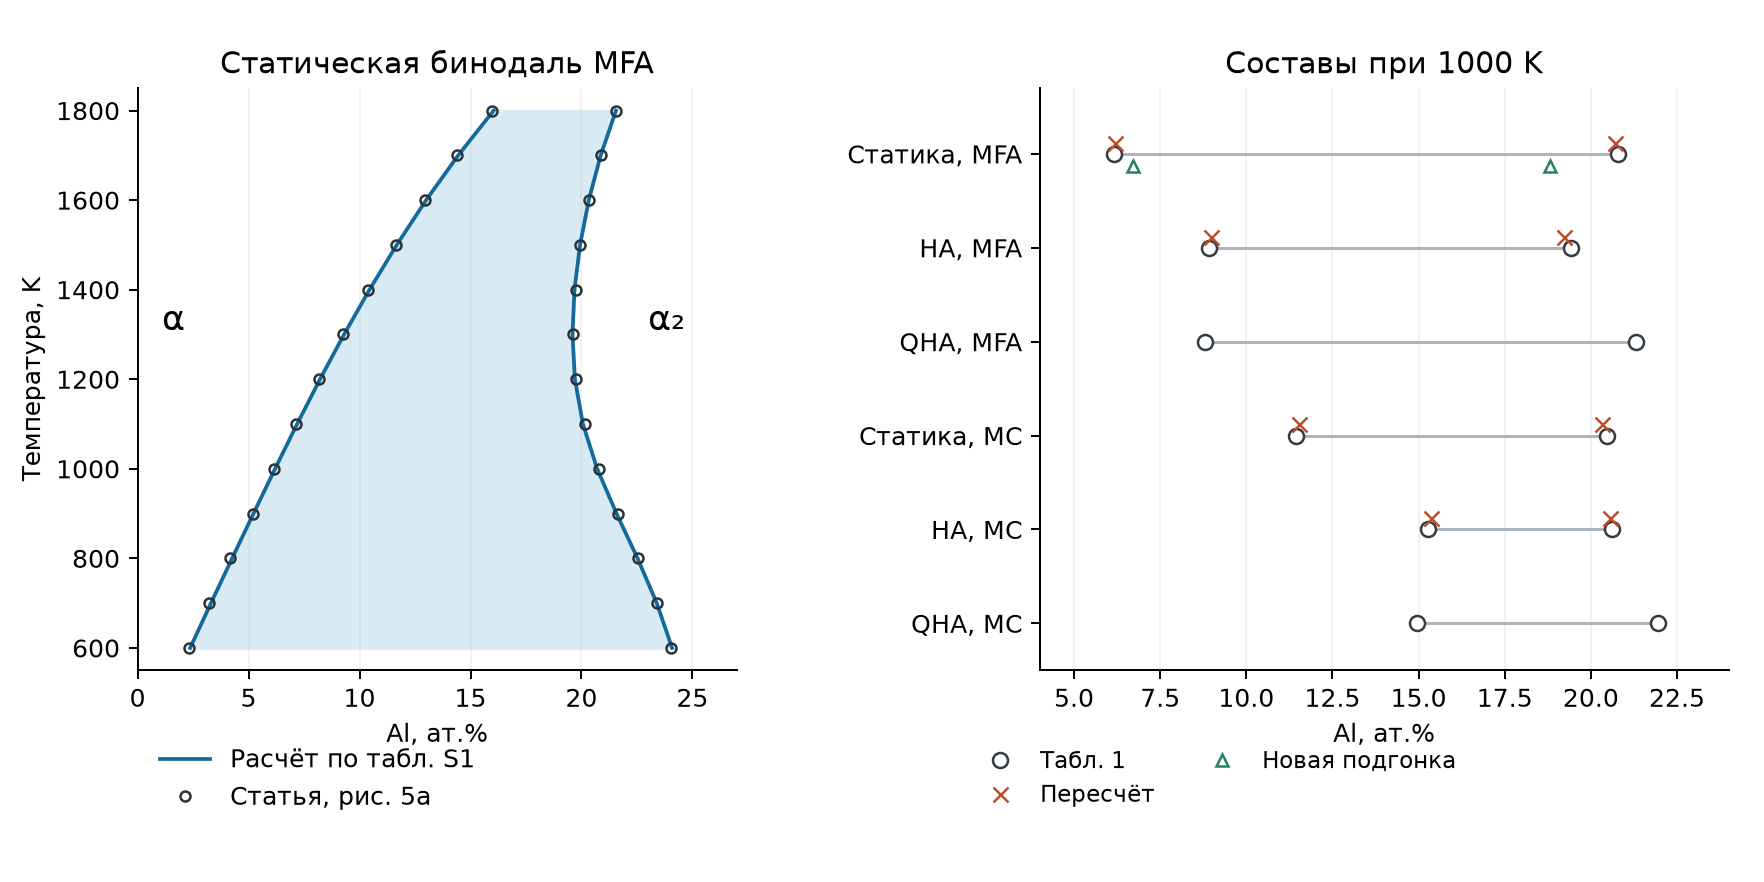 Статическая бинодаль MFA
Температура, K
1800
1600
1400
1200
1000
800
600
α
α₂
0 5 10 15 20 25
Al, ат.%
Расчёт по табл. S1
Статья, рис. 5a
Составы при 1000 K
Статика, MFA
HA, MFA
QHA, MFA
Статика, MC
HA, MC
QHA, MC
5.0 7.5 10.0 12.5 15.0 17.5 20.0 22.5
Al, ат.%
Табл. 1
Пересчёт
Новая подгонка